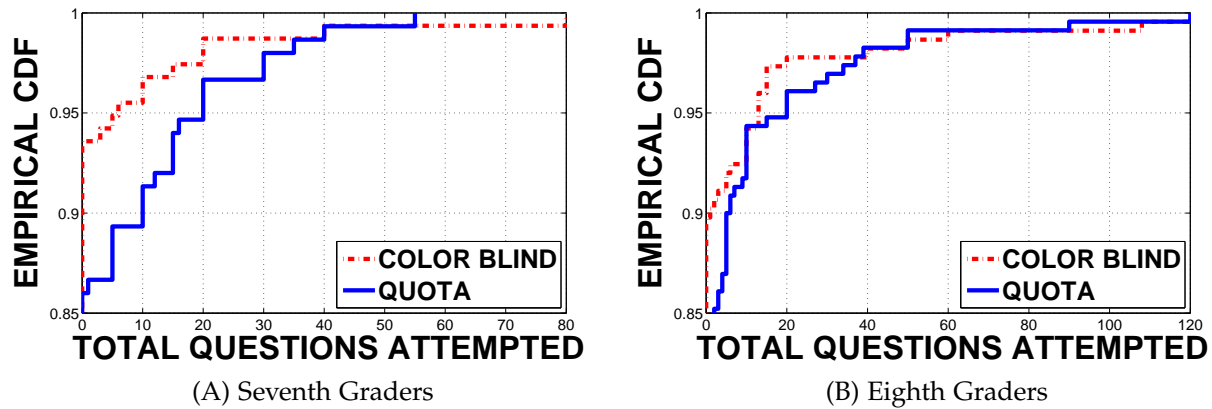 EMPIRICAL CDF
1
0.95
0.9
0.85
0 10 20 30 40 50 60 70 80
TOTAL QUESTIONS ATTEMPTED
COLOR BLIND
QUOTA
(A) Seventh Graders
EMPIRICAL CDF
1
0.95
0.9
0.85
0 20 40 60 80 100 120
TOTAL QUESTIONS ATTEMPTED
COLOR BLIND
QUOTA
(B) Eighth Graders